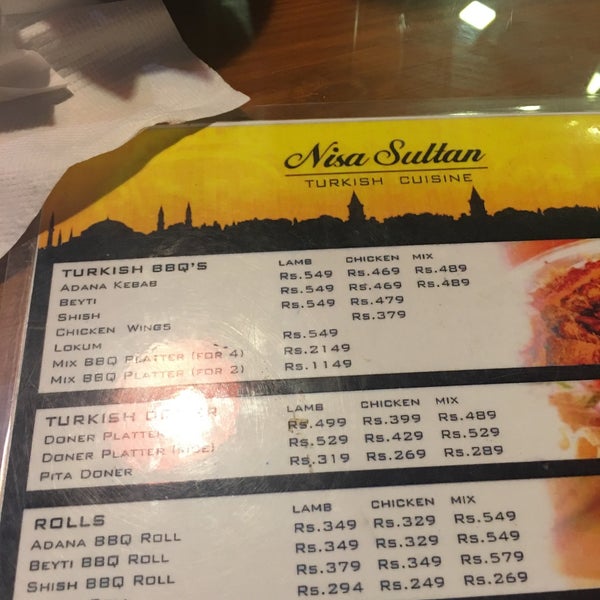 Nisa Sultan
TURKISH CUISINE
TURKISH BBQ'S LAMB CHICKEN MIX
ADANA KEBAB Rs.549 Rs.469 Rs.489
BEYTI Rs.549 Rs.469 Rs.489
SHISH Rs.549 Rs.479
CHICKEN WINGS Rs.379
LOKUM Rs.549
MIX BBQ PLATTER (FOR 4) Rs.2149
MIX BBQ PLATTER (FOR 2) Rs.1149
TURKISH DONER LAMB CHICKEN MIX
DONER PLATTER Rs.499 Rs.399 Rs.489
DONER PLATTER Rs.529 Rs.429 Rs.529
PITA DONER Rs.319 Rs.269 Rs.289
ROLLS LAMB CHICKEN MIX
ADANA BBQ ROLL Rs.349 Rs.329 Rs.549
BEYTI BBQ ROLL Rs.349 Rs.329 Rs.549
SHISH BBQ ROLL Rs.379 Rs.349 Rs.579
Rs.294 Rs.249 Rs.269